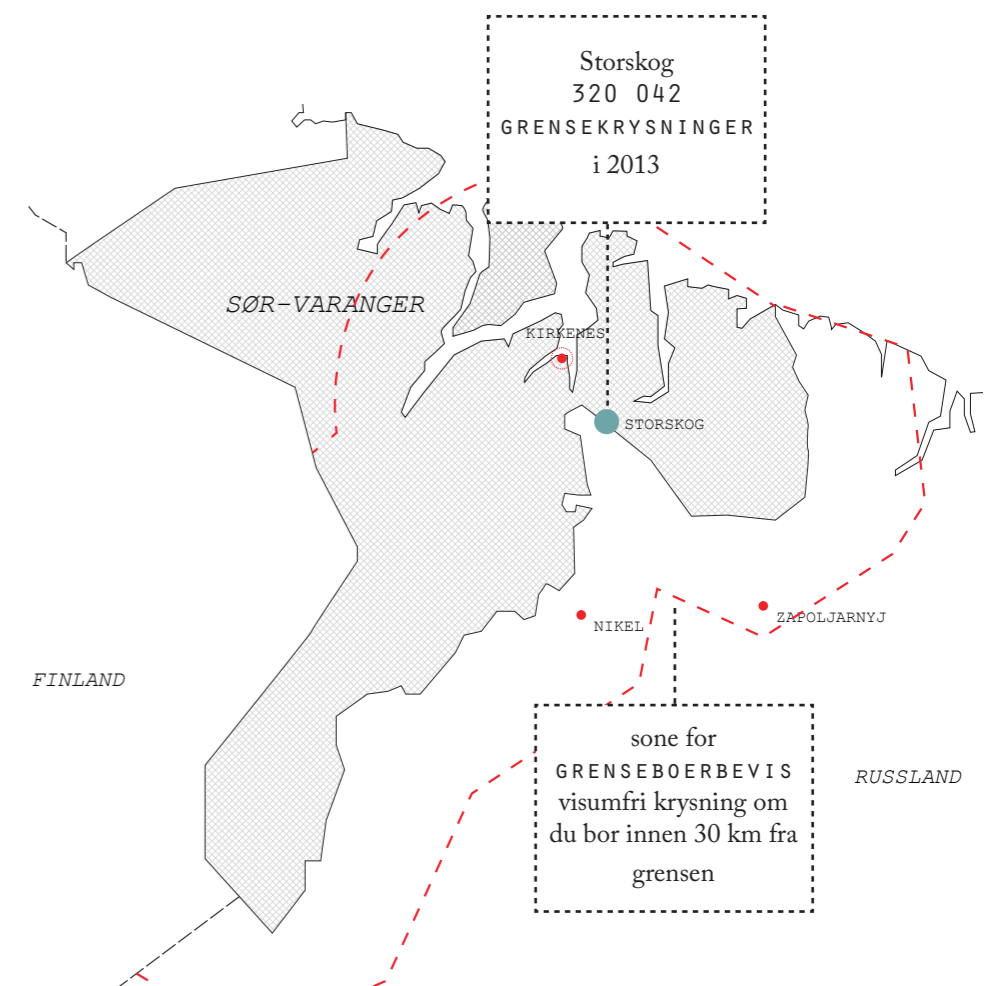 Storskog
320 042
GRENSEKRYSNINGER
i 2013
SØR-VARANGER
KIRKENES
STORSKOG
NIKEL
ZAPOLJARNYJ
FINLAND
sone for
GRENSEBOERBEVIS
visumfri krysning om
du bor innen 30 km fra
grensen
RUSSLAND